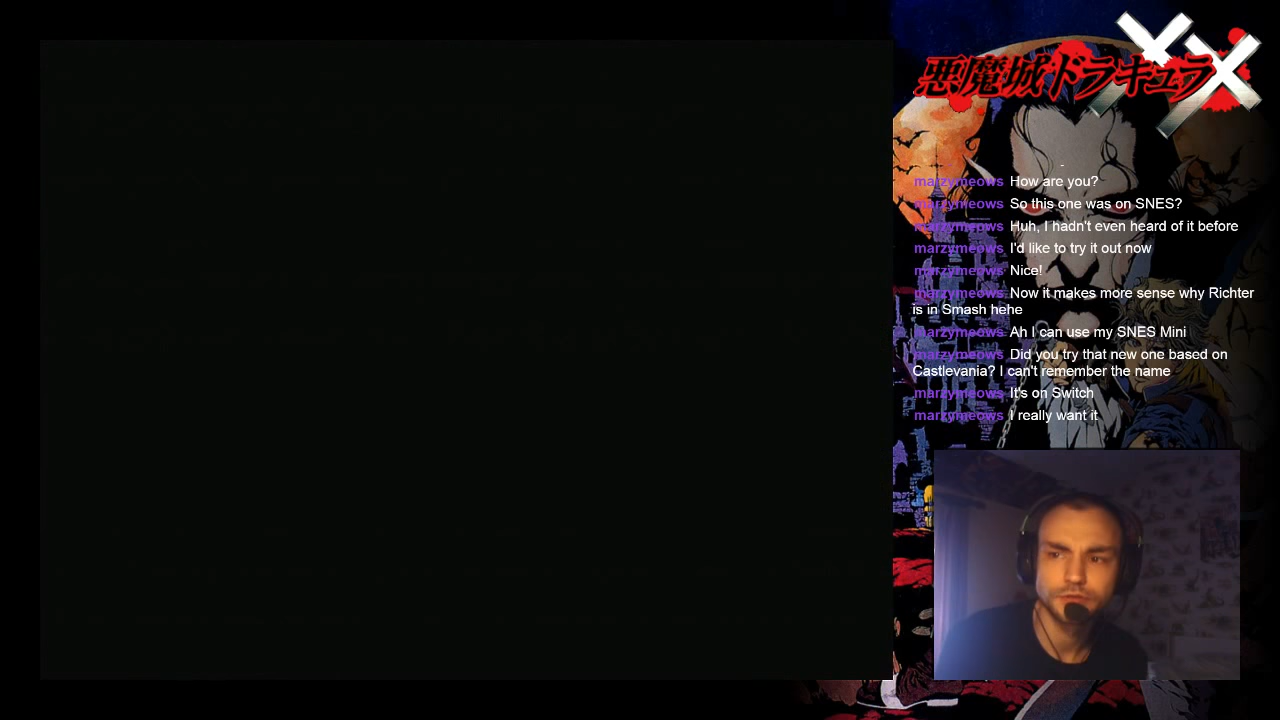 悪魔城ドラキュラXX
marzymeows How are you?
marzymeows So this one was on SNES?
marzymeows Huh, I hadn't even heard of it before
marzymeows I'd like to try it out now
marzymeows Nice!
marzymeows Now it makes more sense why Richter
is in Smash hehe
marzymeows Ah I can use my SNES Mini
marzymeows Did you try that new one based on
Castlevania? I can't remember the name
marzymeows It's on Switch
marzymeows I really want it